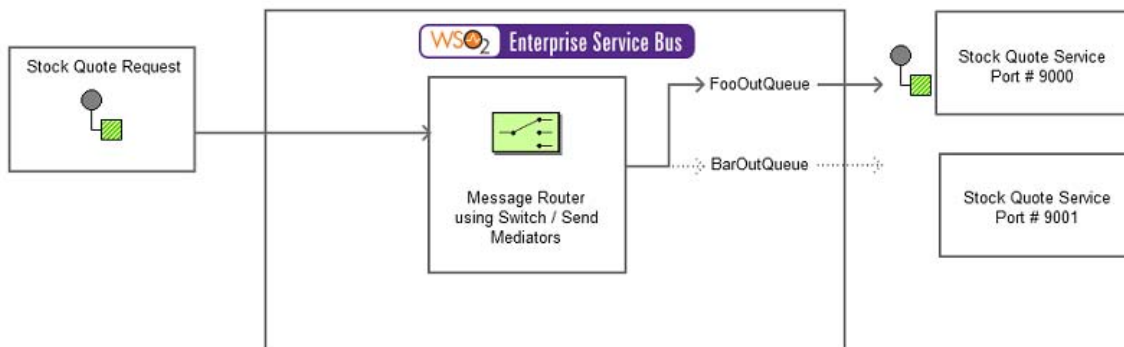 WSO2 Enterprise Service Bus
Stock Quote Request
Message Router
using Switch / Send
Mediators
FooOutQueue
BarOutQueue
Stock Quote Service
Port # 9000
Stock Quote Service
Port # 9001